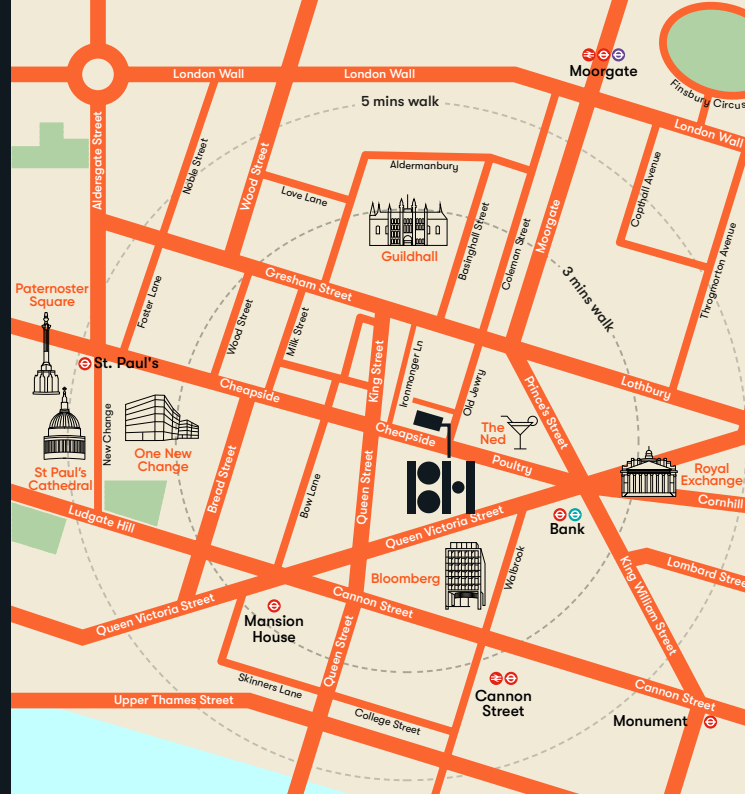 London Wall
London Wall
Moorgate
5 mins walk
Finsbury Circus
London Wall
Aldersgate Street
Noble Street
Wood Street
Love Lane
Aldermanbury
Guildhall
Basinghall Street
Coleman Street
Moorgate
Copthall Avenue
Throgmorton Avenue
3 mins walk
Paternoster
Square
Gresham Street
Foster Lane
Wood Street
Milk Street
King Street
Ironmonger Ln
Old Jewry
Prince's Street
Lothbury
St. Paul's
Cheapside
New Change
One New
Change
St Paul's
Cathedral
Bread Street
Bow Lane
Queen Street
Cheapside
The
Ned
Poultry
Royal
Exchange
Cornhill
Ludgate Hill
Queen Victoria Street
Bank
Walbrook
King William Street
Lombard Stre
Bloomberg
Cannon Street
Queen Victoria Street
Mansion
House
Queen Street
Skinners Lane
College Street
Upper Thames Street
Cannon
Street
Cannon Street
Monument